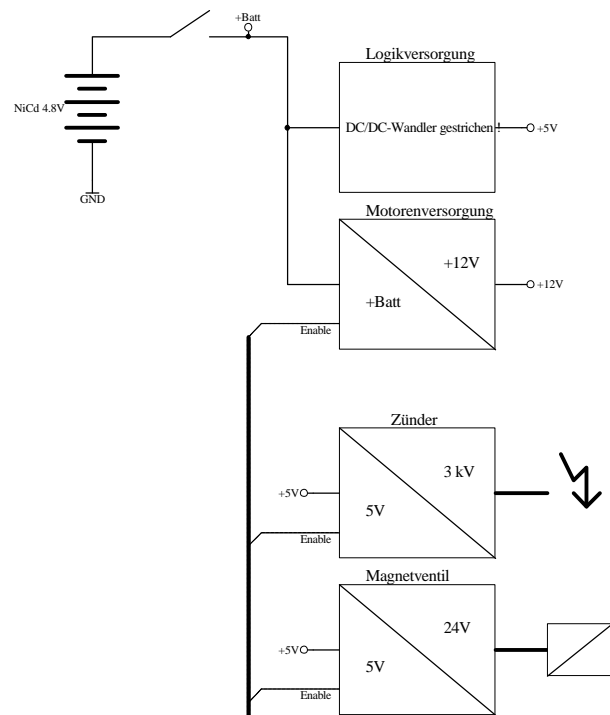 +Batt
Logikversorgung
NiCd 4.8V
DC/DC-Wandler gestrichen !
+5V
GND
Motorenversorgung
+12V
+12V
+Batt
Enable
Zünder
3 kV
+5V
5V
Enable
Magnetventil
24V
+5V
5V
Enable